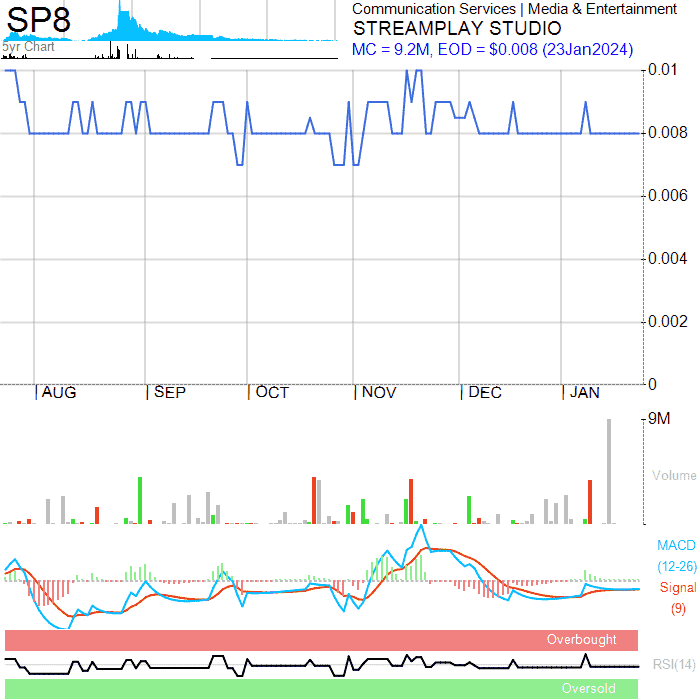 SP8
5yr Chart
Communication Services | Media & Entertainment
STREAMPLAY STUDIO
MC = 9.2M, EOD = $0.008 (23Jan2024)
0.01
0.008
0.006
0.004
0.002
0
|AUG |SEP |OCT |NOV |DEC |JAN
9M
Volume
MACD
(12-26)
Signal
(9)
Overbought
RSI(14)
Oversold